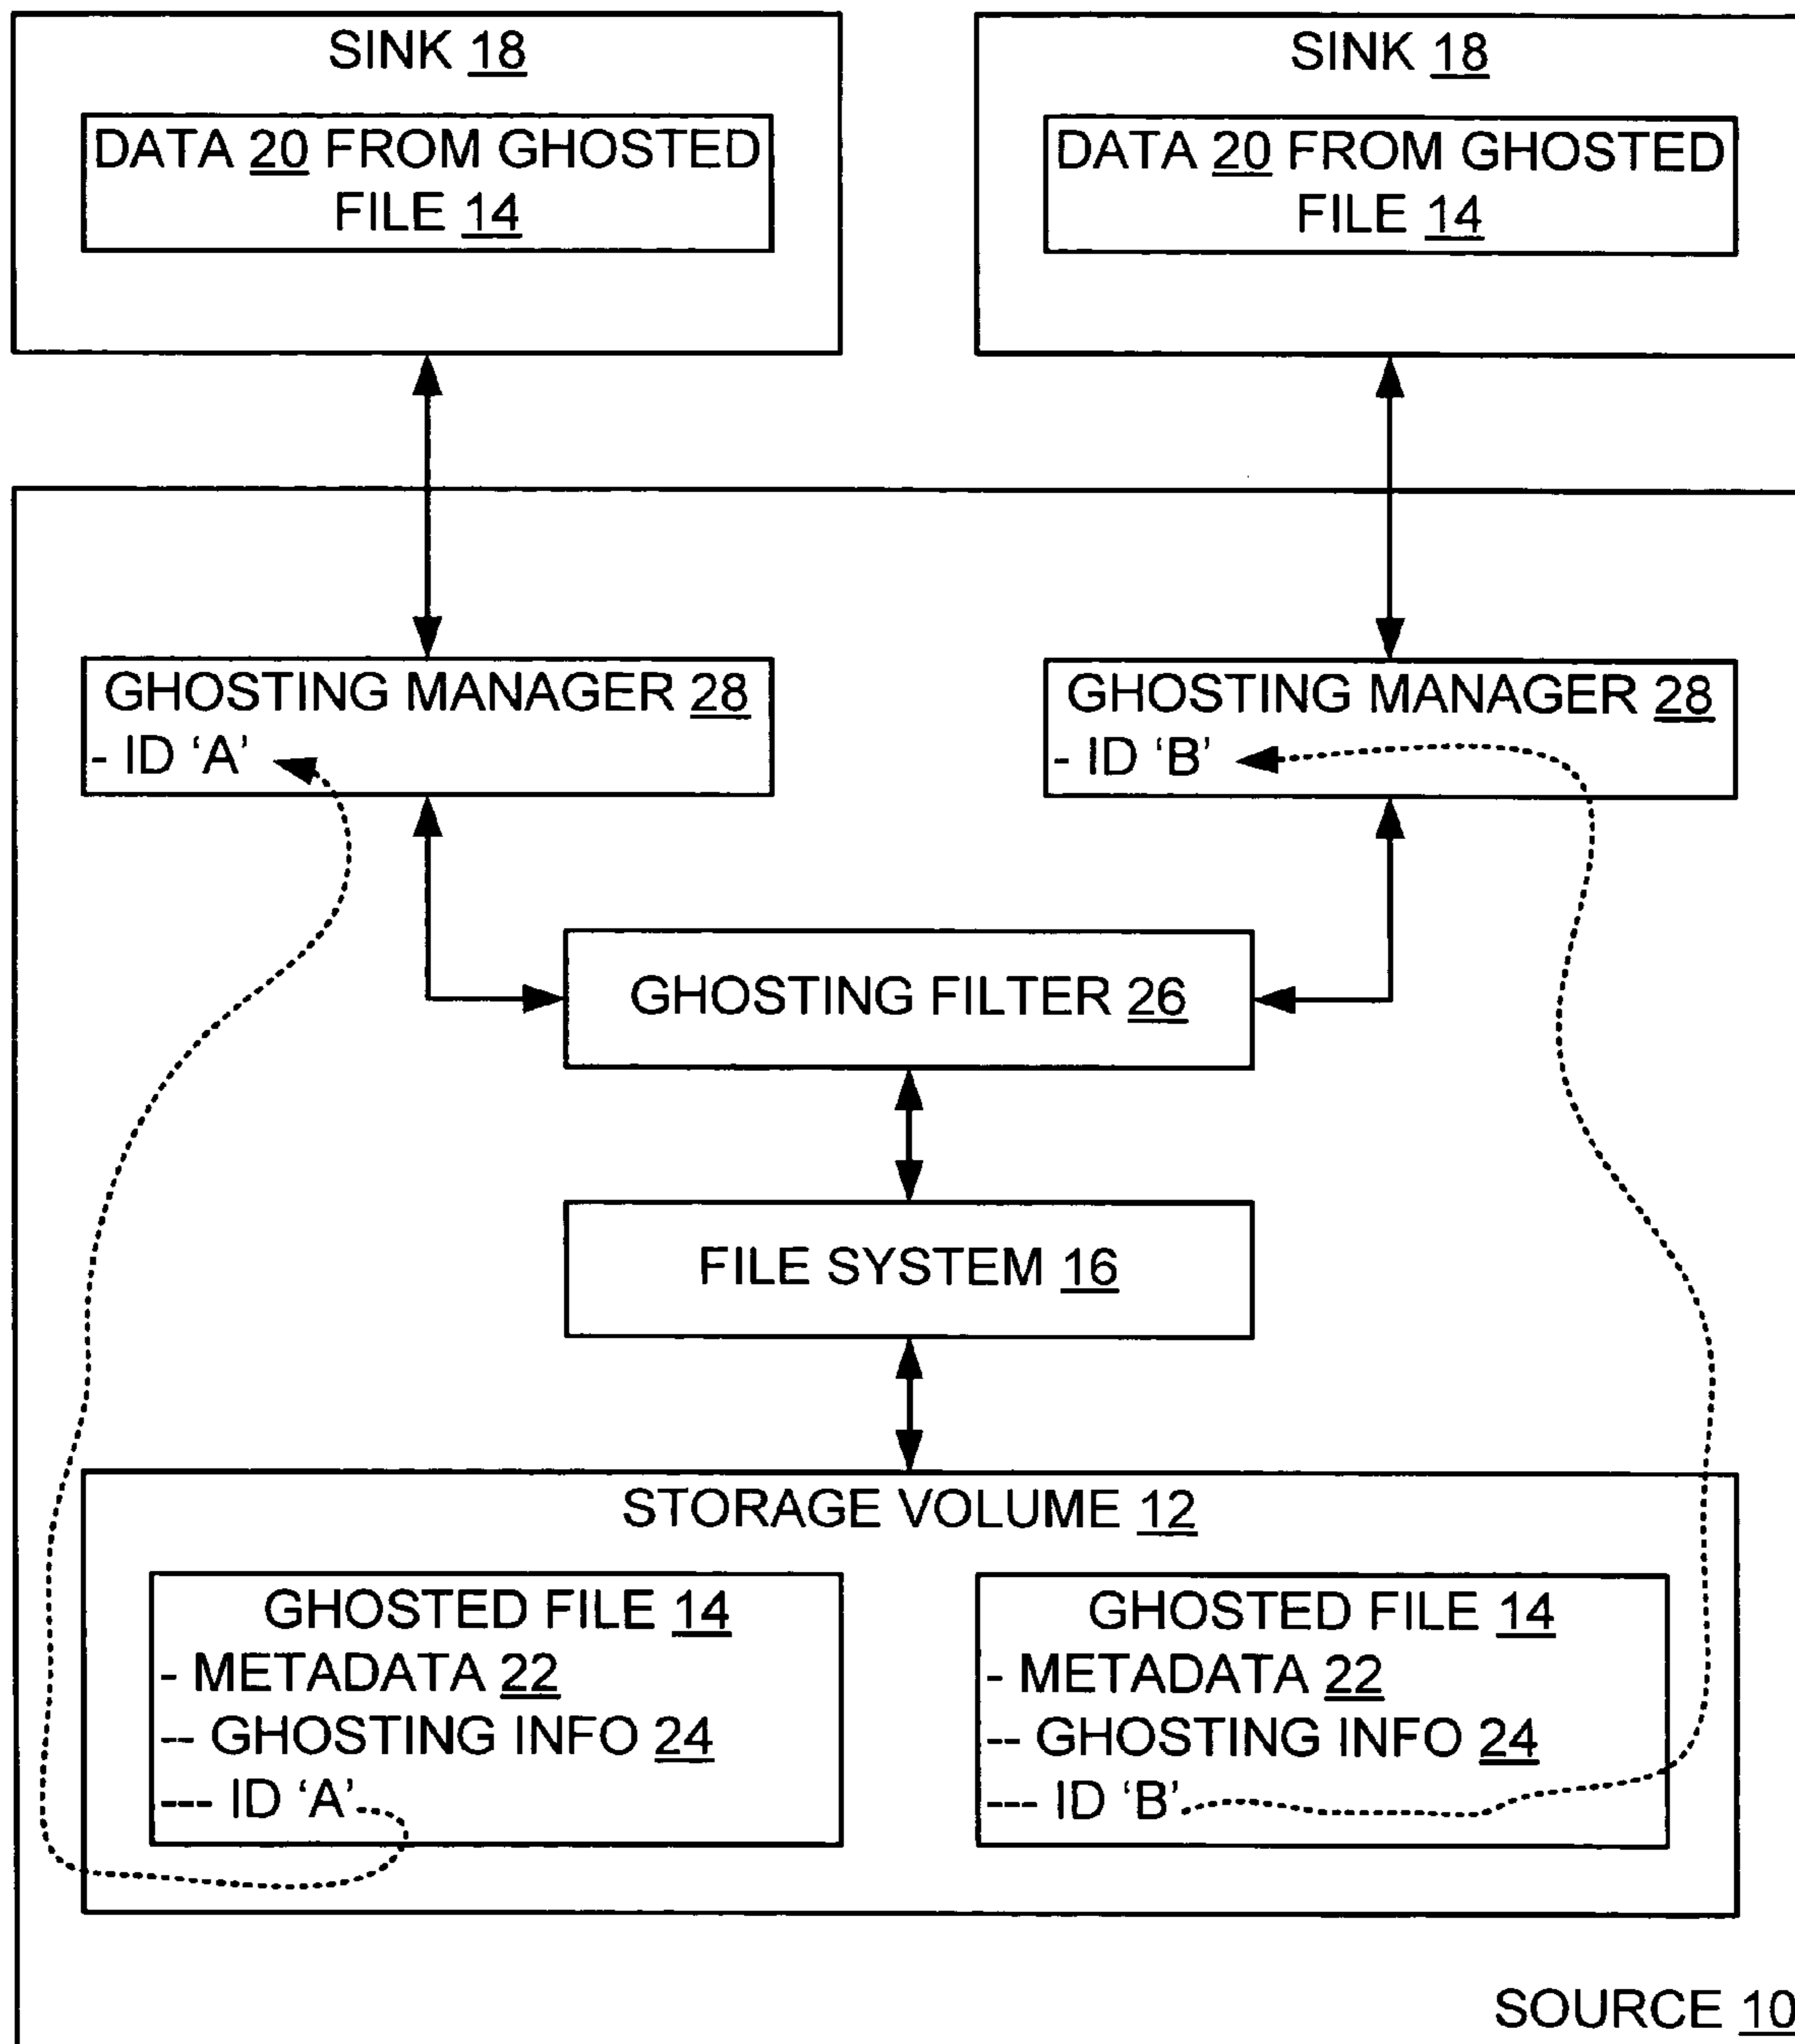 SINK 18
DATA 20 FROM GHOSTED
FILE 14
SINK 18
DATA 20 FROM GHOSTED
FILE 14
GHOSTING MANAGER 28
- ID ‘A’
GHOSTING MANAGER 28
- ID ‘B’
GHOSTING FILTER 26
FILE SYSTEM 16
STORAGE VOLUME 12
GHOSTED FILE 14
- METADATA 22
-- GHOSTING INFO 24
--- ID ‘A’
GHOSTED FILE 14
- METADATA 22
-- GHOSTING INFO 24
--- ID ‘B’
SOURCE 10